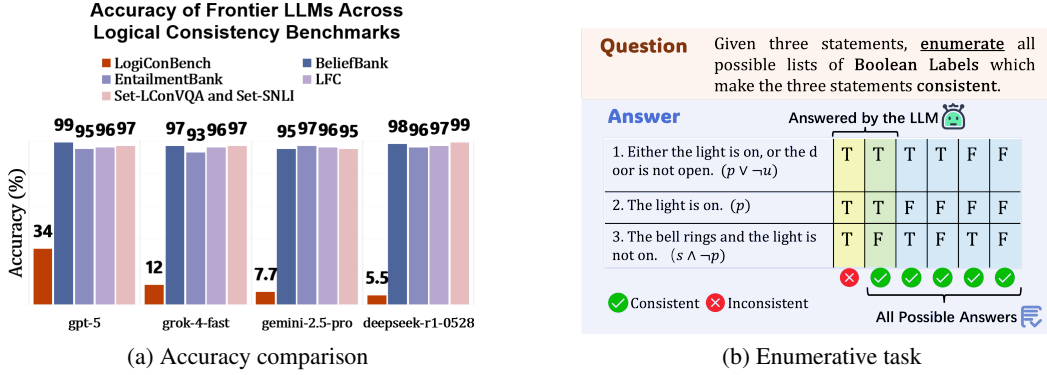 Accuracy of Frontier LLMs Across
Logical Consistency Benchmarks
LogiConBench
BeliefBank
EntailmentBank
LFC
Set-LConVQA and Set-SNLI
Accuracy (%)
34 99 95 96 97
12 97 93 96 97
7.7 95 97 96 95
5.5 98 96 97 99
gpt-5 grok-4-fast gemini-2.5-pro deepseek-r1-0528
(a) Accuracy comparison
Question
Given three statements, enumerate all
possible lists of Boolean Labels which
make the three statements consistent.
Answer
Answered by the LLM
1. Either the light is on, or the d
oor is not open. (p ∨ ¬u)
T T T T F F
2. The light is on. (p)
T T F F F F
3. The bell rings and the light is
not on. (s ∧ ¬p)
T F T F T F
Consistent Inconsistent
All Possible Answers
(b) Enumerative task